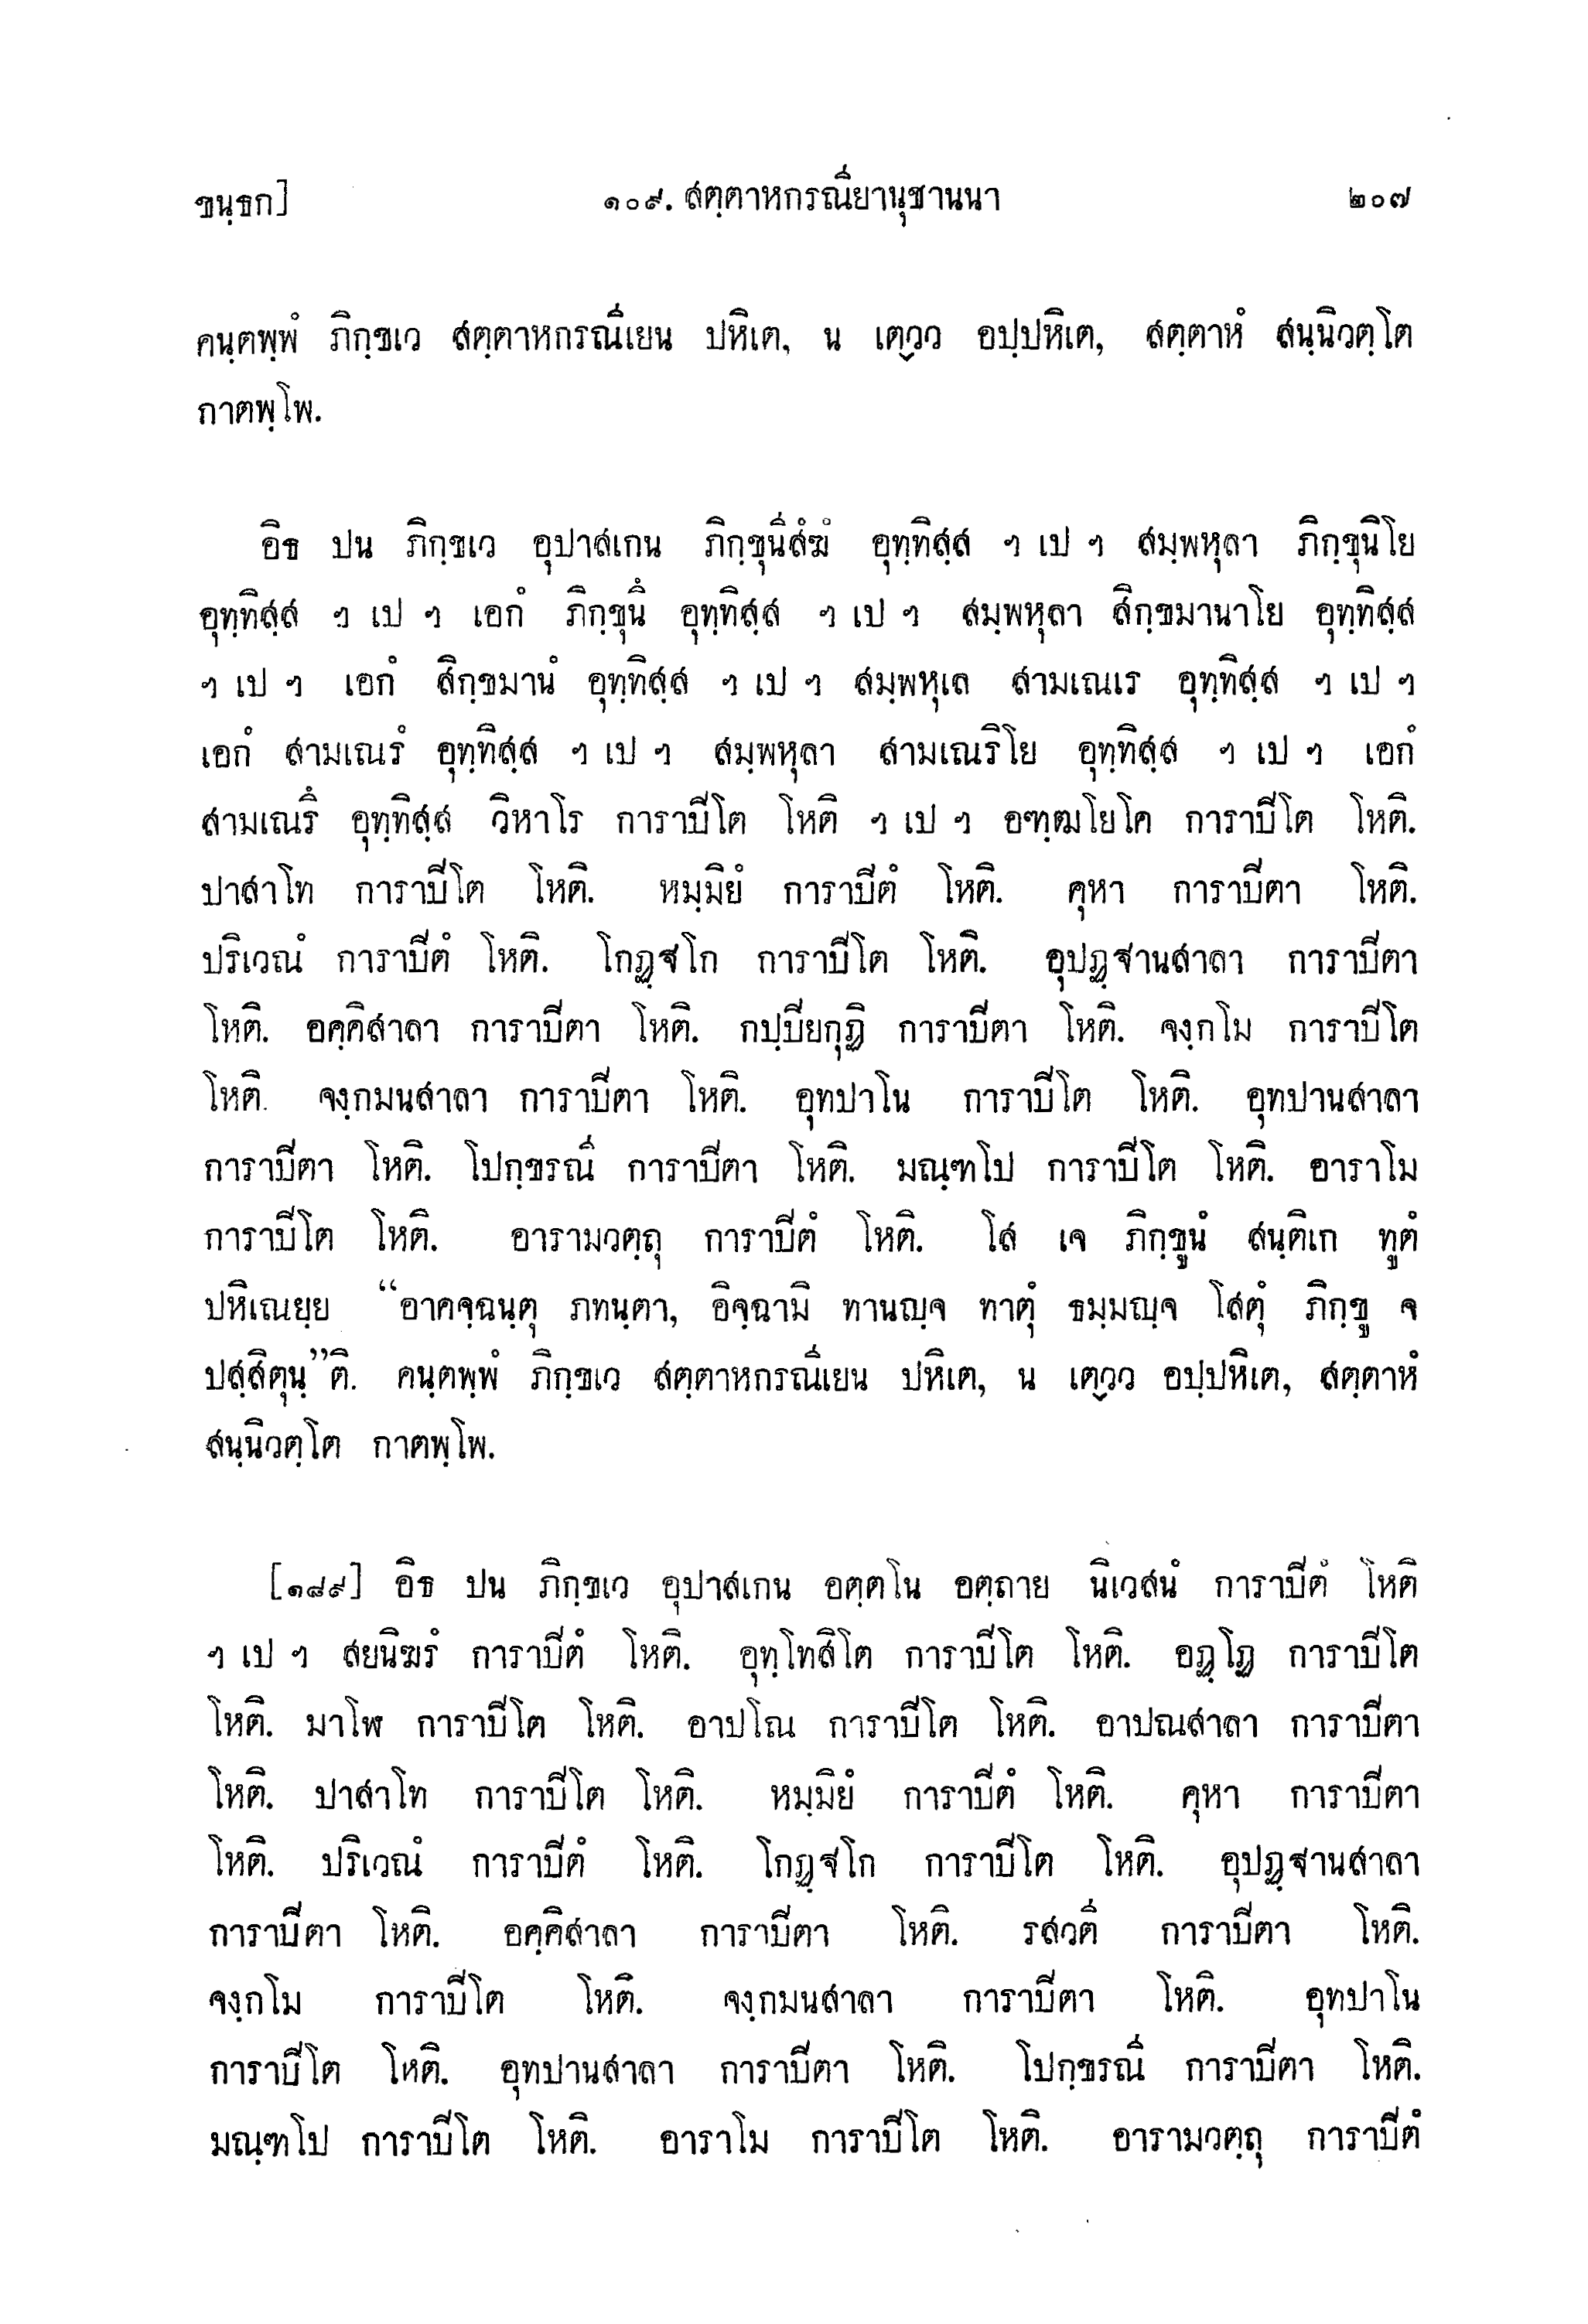 ขนฺธก] ๑๐๙. สตฺตาหกรณียานุชานนา ๒๐๗
คนฺตพฺพํ ภิกฺขเว สตฺตาหกรณีเยน ปหิเต, น เตฺวว อปฺปหิเต, สตฺตาหํ สนฺนิวตฺโต
กาตพฺโพ.
อิธ ปน ภิกฺขเว อุปาสเกน ภิกฺขุนีสํฆํ อุทฺทิสฺส ฯ เป ฯ สมฺพหุลา ภิกฺขุนิโย
อุทฺทิสฺส ฯ เป ฯ เอกํ ภิกฺขุนึ อุทฺทิสฺส ฯ เป ฯ สมฺพหุลา สิกฺขมานาโย อุทฺทิสฺส
ฯ เป ฯ เอกํ สิกฺขมานํ อุทฺทิสฺส ฯ เป ฯ สมฺพหุเล สามเณเร อุทฺทิสฺส ฯ เป ฯ
เอกํ สามเณรํ อุทฺทิสฺส ฯ เป ฯ สมฺพหุลา สามเณริโย อุทฺทิสฺส ฯ เป ฯ เอกํ
สามเณรึ อุทฺทิสฺส วิหาโร การาปิโต โหติ ฯ เป ฯ อฑฺฒโยโค การาปิโต โหติ.
ปาสาโท การาปิโต โหติ. หมฺมิยํ การาปิตํ โหติ. คุหา การาปิตา โหติ.
ปริเวณํ การาปิตํ โหติ. โกฏฺฐโก การาปิโต โหติ. อุปฏฺฐานสาลา การาปิตา
โหติ. อคฺคิสาลา การาปิตา โหติ. กปฺปิยกุฏิ การาปิตา โหติ. จงฺกโม การาปิโต
โหติ. จงฺกมนสาลา การาปิตา โหติ. อุทปาโน การาปิโต โหติ. อุทปานสาลา
การาปิตา โหติ. โปกฺขรณี การาปิตา โหติ. มณฺฑโป การาปิโต โหติ. อาราโม
การาปิโต โหติ. อารามวตฺถุ การาปิตํ โหติ. โส เจ ภิกฺขูนํ สนฺติเก ทูตํ
ปหิเณยฺย “อาคจฺฉนฺตุ ภทนฺตา, อิจฺฉามิ ทานญฺจ ทาตุํ ธมฺมญฺจ โสตุํ ภิกฺขู จ
ปสฺสิตุนฺ”ติ. คนฺตพฺพํ ภิกฺขเว สตฺตาหกรณีเยน ปหิเต, น เตฺวว อปฺปหิเต, สตฺตาหํ
สนฺนิวตฺโต กาตพฺโพ.
[๑๘๙] อิธ ปน ภิกฺขเว อุปาสเกน อตฺตโน อตฺถาย นิเวสนํ การาปิตํ โหติ
ฯ เป ฯ สยนิฆรํ การาปิตํ โหติ. อุทฺโทสิโต การาปิโต โหติ. อฏฺโฏ การาปิโต
โหติ. มาโฬ การาปิโต โหติ. อาปโณ การาปิโต โหติ. อาปณสาลา การาปิตา
โหติ. ปาสาโท การาปิโต โหติ. หมฺมิยํ การาปิตํ โหติ. คุหา การาปิตา
โหติ. ปริเวณํ การาปิตํ โหติ. โกฏฺฐโก การาปิโต โหติ. อุปฏฺฐานสาลา
การาปิตา โหติ. อคฺคิสาลา การาปิตา โหติ. รสวตี การาปิตา โหติ.
จงฺกโม การาปิโต โหติ. จงฺกมนสาลา การาปิตา โหติ. อุทปาโน
การาปิโต โหติ. อุทปานสาลา การาปิตา โหติ. โปกฺขรณี การาปิตา โหติ.
มณฺฑโป การาปิโต โหติ. อาราโม การาปิโต โหติ. อารามวตฺถุ การาปิตํ